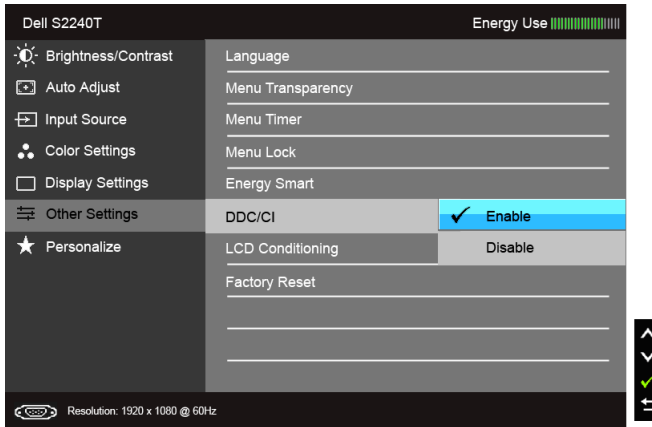 Dell S2240T
Energy Use
Brightness/Contrast
Auto Adjust
Input Source
Color Settings
Display Settings
Other Settings
Personalize
Language
Menu Transparency
Menu Timer
Menu Lock
Energy Smart
DDC/CI
Enable
LCD Conditioning
Disable
Factory Reset
Resolution: 1920 x 1080 @ 60Hz